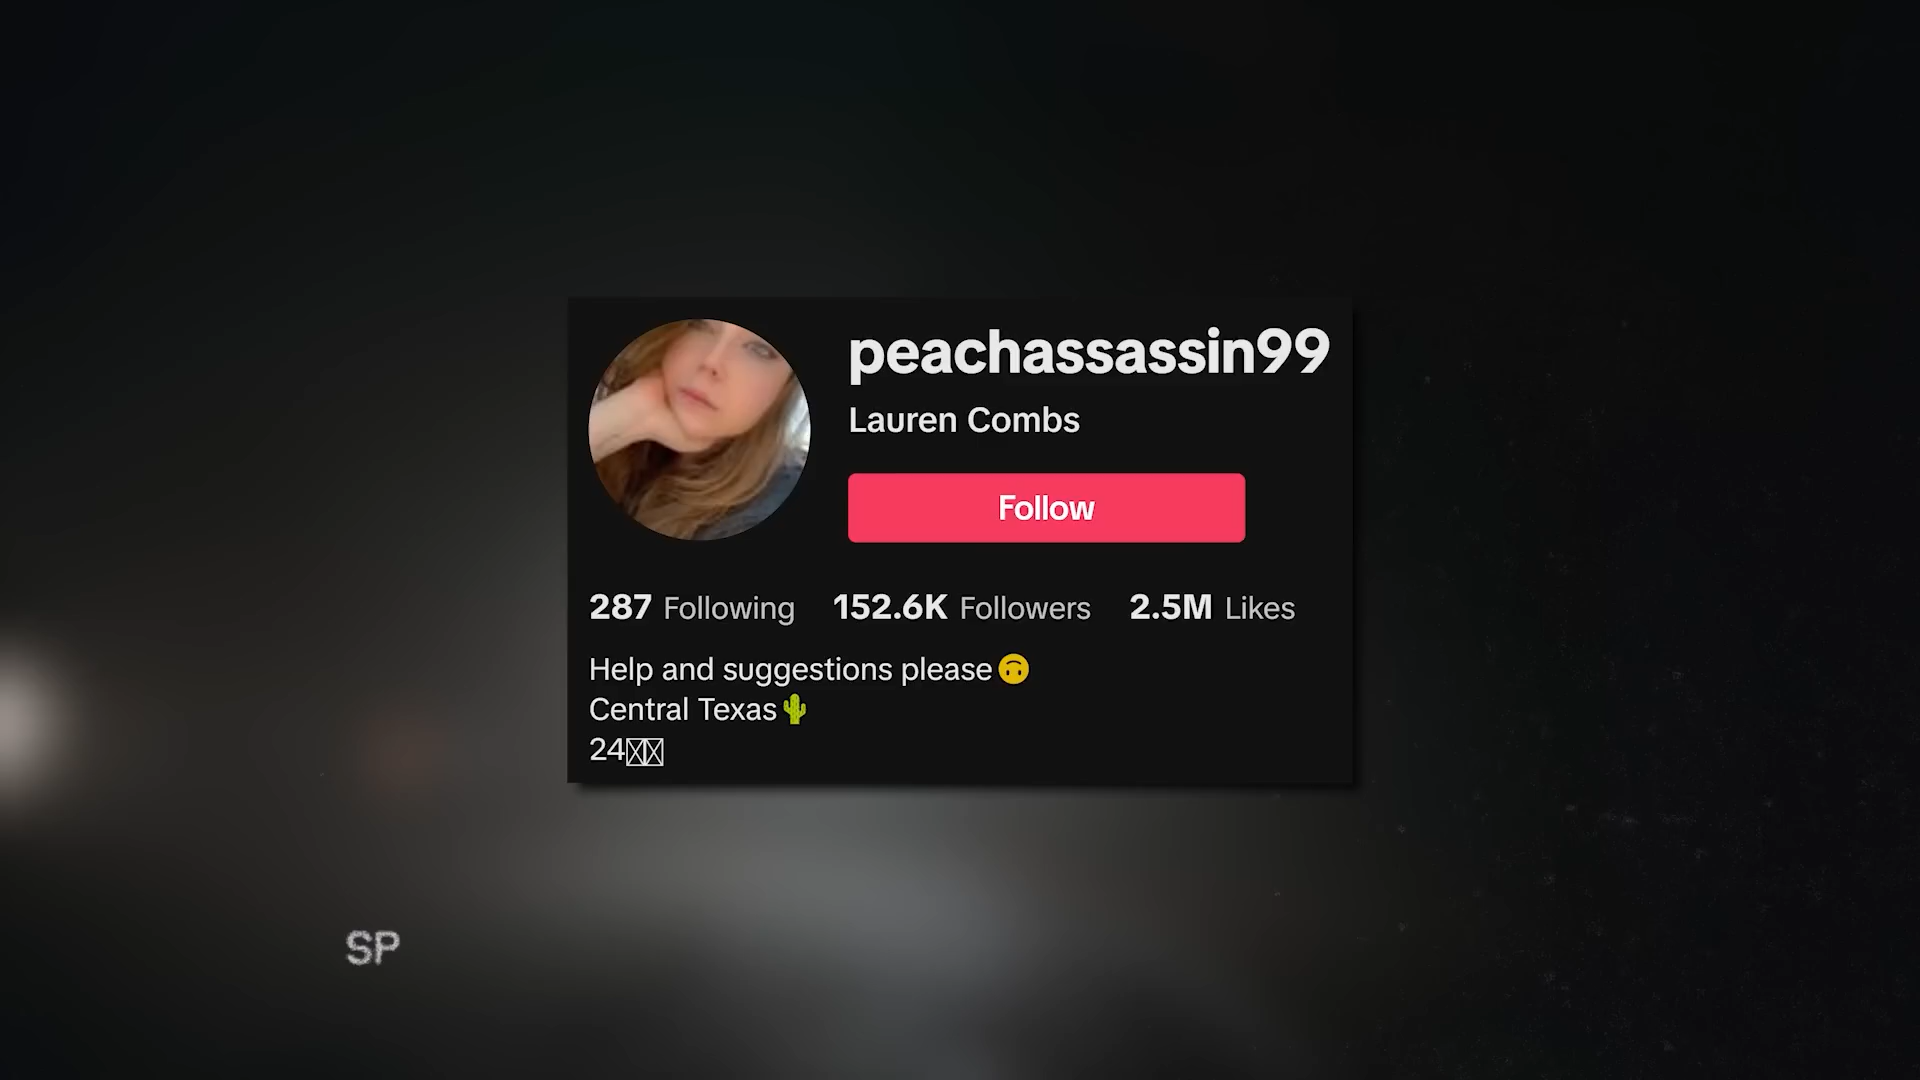 peachassassin99
Lauren Combs
Follow
287 Following 152.6K Followers 2.5M Likes
Help and suggestions please🙃
Central Texas🌵
24
SP